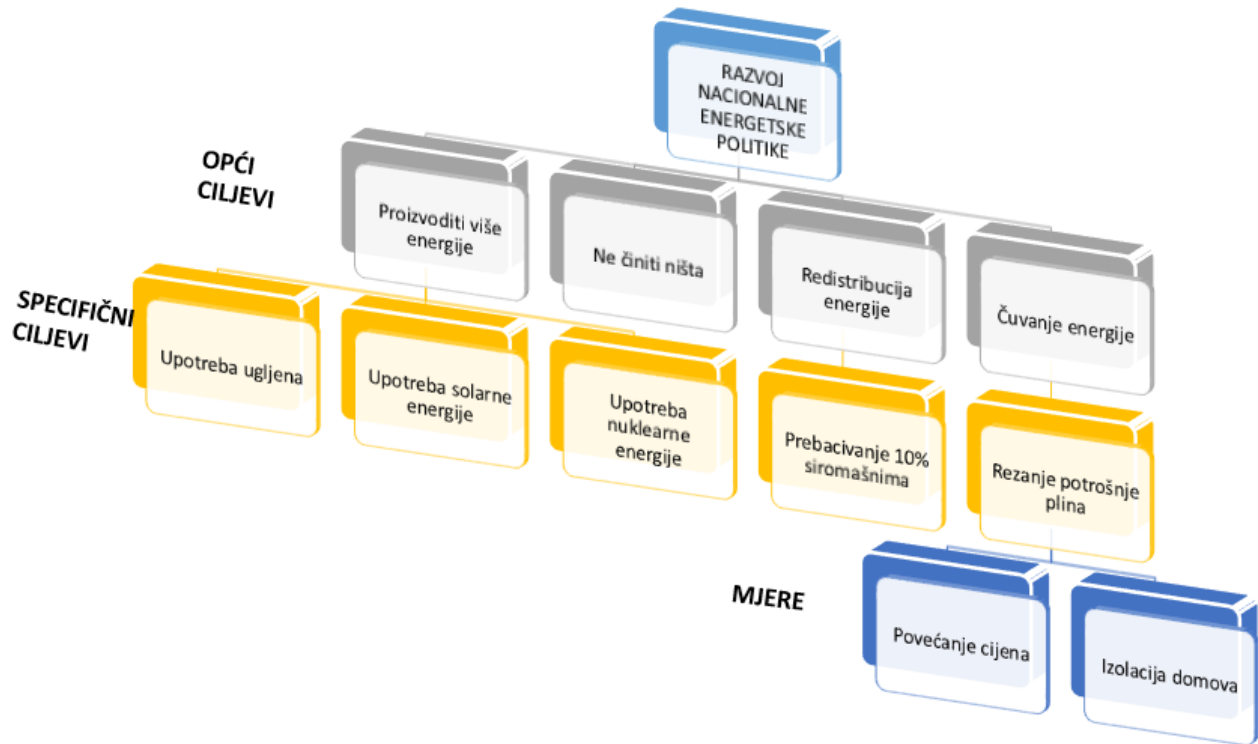 RAZVOJ
NACIONALNE
ENERGETSKE
POLITIKE
OPĆI
CILJEVI
Proizvoditi više
energije
Ne činiti ništa
Redistribucija
energije
Čuvanje energije
SPECIFIČNI
CILJEVI
Upotreba ugljena
Upotreba solarne
energije
Upotreba
nuklearne
energije
Prebacivanje 10%
siromašnima
Rezanje potrošnje
plina
MJERE
Povećanje cijena
Izolacija domova